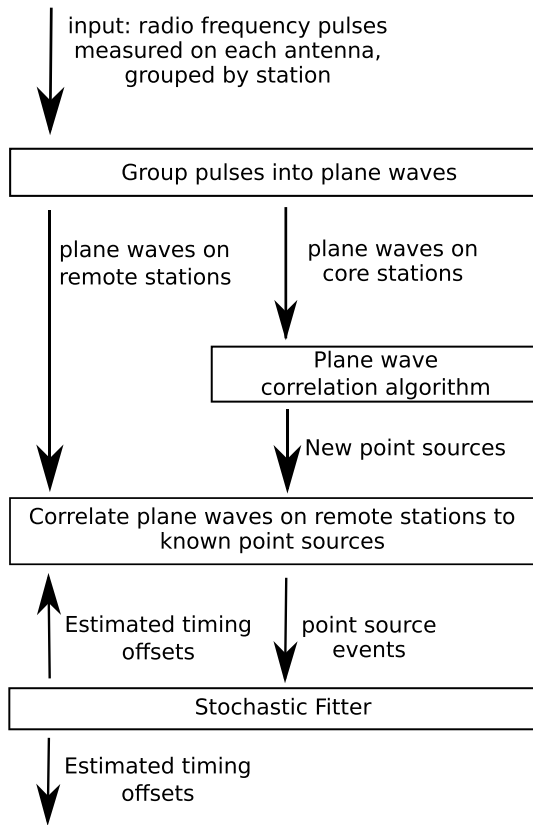 input: radio frequency pulses
measured on each antenna,
grouped by station
Group pulses into plane waves
plane waves on
remote stations
plane waves on
core stations
Plane wave
correlation algorithm
New point sources
Correlate plane waves on remote stations to
known point sources
Estimated timing
offsets
point source
events
Stochastic Fitter
Estimated timing
offsets